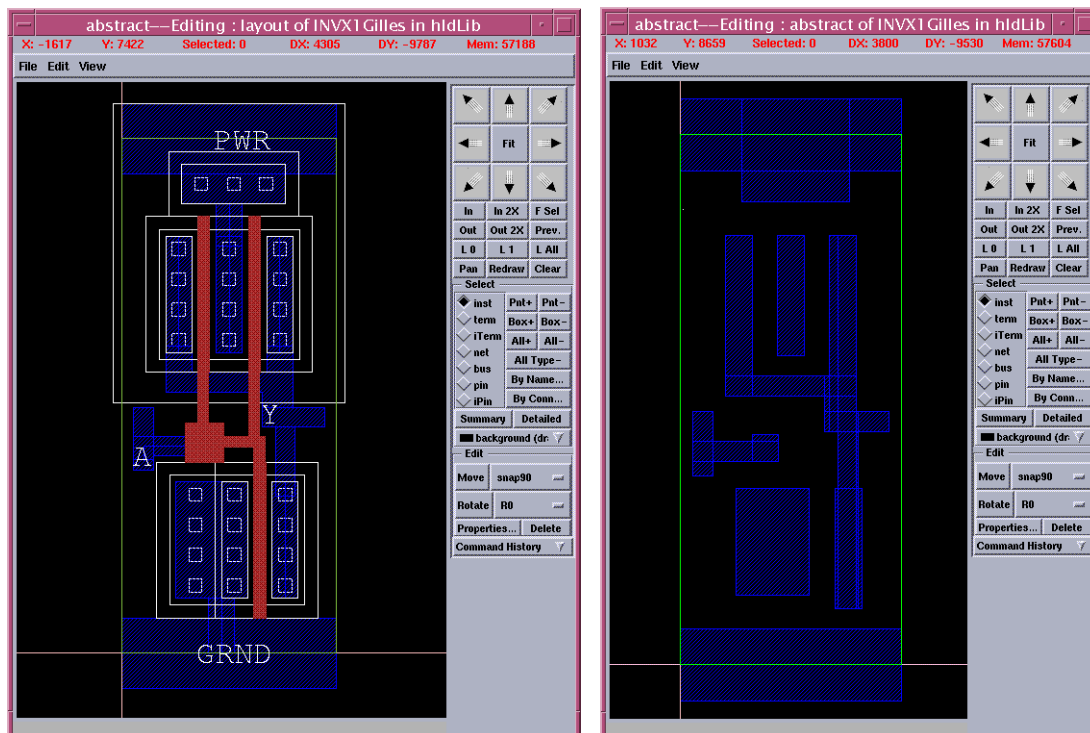 abstract——Editing : layout of INVX1Gilles in hldLib
X: -1617 Y: 7422 Selected: 0 DX: 4305 DY: -9787 Mem: 57188
File Edit View
PWR
Y
A
GRND
Fit
In In 2X F Sel
Out Out 2X Prev.
L 0 L 1 L All
Pan Redraw Clear
Select
inst Pnt+ Pnt-
term Box+ Box-
iTerm All+ All-
net All Type-
bus By Name...
pin By Conn...
iPin
Summary Detailed
background (dr
Edit
Move snap90
Rotate R0
Properties... Delete
Command History
abstract——Editing : abstract of INVX1Gilles in hldLib
X: 1032 Y: 8659 Selected: 0 DX: 3800 DY: -9530 Mem: 57604
File Edit View
Fit
In In 2X F Sel
Out Out 2X Prev.
L 0 L 1 L All
Pan Redraw Clear
Select
inst Pnt+ Pnt-
term Box+ Box-
iTerm All+ All-
net All Type-
bus By Name...
pin By Conn...
iPin
Summary Detailed
background (dr
Edit
Move snap90
Rotate R0
Properties... Delete
Command History